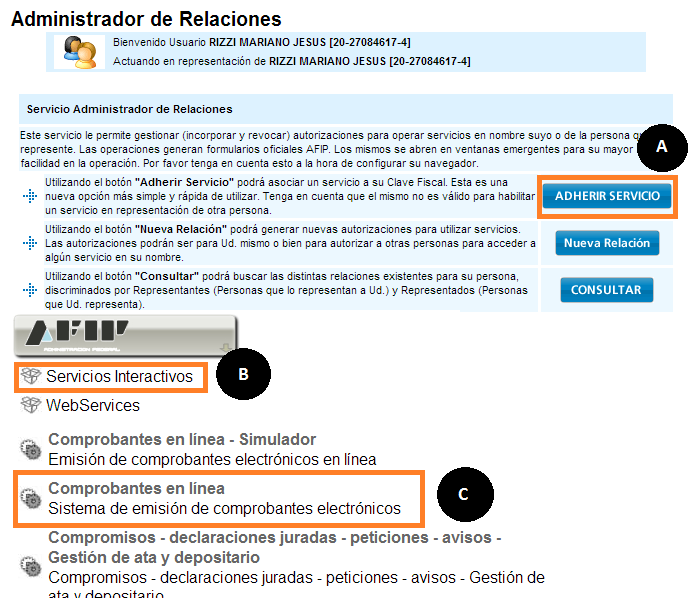 Administrador de Relaciones
Bienvenido Usuario RIZZI MARIANO JESUS [20-27084617-4]
Actuando en representación de RIZZI MARIANO JESUS [20-27084617-4]
Servicio Administrador de Relaciones
Este servicio le permite gestionar (incorporar y revocar) autorizaciones para operar servicios en nombre suyo o de la persona
represente. Las operaciones generan formularios oficiales AFIP. Los mismos se abren en ventanas emergentes para su mayor
facilidad en la operación. Por favor tenga en cuenta esto a la hora de configurar su navegador.
A
Utilizando el botón "Adherir Servicio" podrá asociar un servicio a su Clave Fiscal. Esta es una
nueva opción más simple y rápida de utilizar. Tenga en cuenta que el mismo no es válido para habilitar
un servicio en representación de otra persona.
ADHERIR SERVICIO
Utilizando el botón "Nueva Relación" podrá generar nuevas autorizaciones para utilizar servicios.
Las autorizaciones podrán ser para Ud. mismo o bien para autorizar a otras personas para acceder a
algún servicio en su nombre.
Nueva Relación
Utilizando el botón "Consultar" podrá buscar las distintas relaciones existentes para su persona,
discriminados por Representantes (Personas que lo representan a Ud.) y Representados (Personas
que Ud. representa).
CONSULTAR
AFIP
ADMINISTRACION FEDERAL
Servicios Interactivos
B
WebServices
Comprobantes en línea - Simulador
Emisión de comprobantes electrónicos en línea
Comprobantes en línea
Sistema de emisión de comprobantes electrónicos
C
Compromisos - declaraciones juradas - peticiones - avisos -
Gestión de ata y depositario
Compromisos - declaraciones juradas - peticiones - avisos - Gestión de
ata y depositario